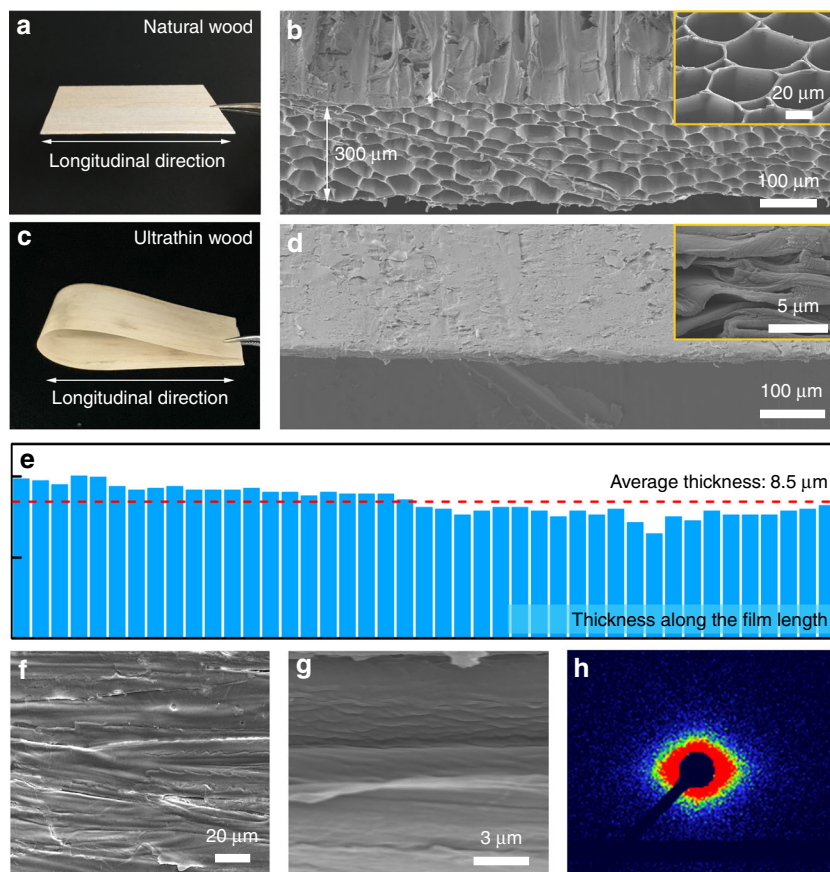 a
Natural wood
Longitudinal direction
b
300 μm
20 μm
100 μm
c
Ultrathin wood
Longitudinal direction
d
5 μm
100 μm
e
Average thickness: 8.5 μm
Thickness along the film length
f
20 μm
g
3 μm
h